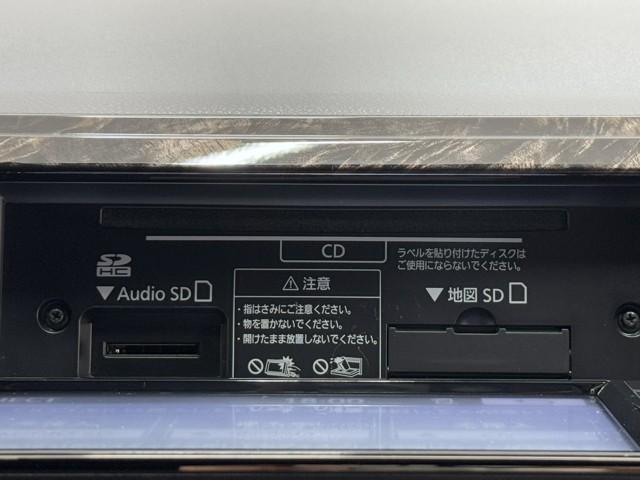 CD
ラベルを貼り付けたディスクは
ご使用にならないでください。
SD
HC
▼Audio SD
⚠注意
・指はさみにご注意ください。
・物を置かないでください。
・開けたまま放置しないでください。
▼地図 SD
18:00